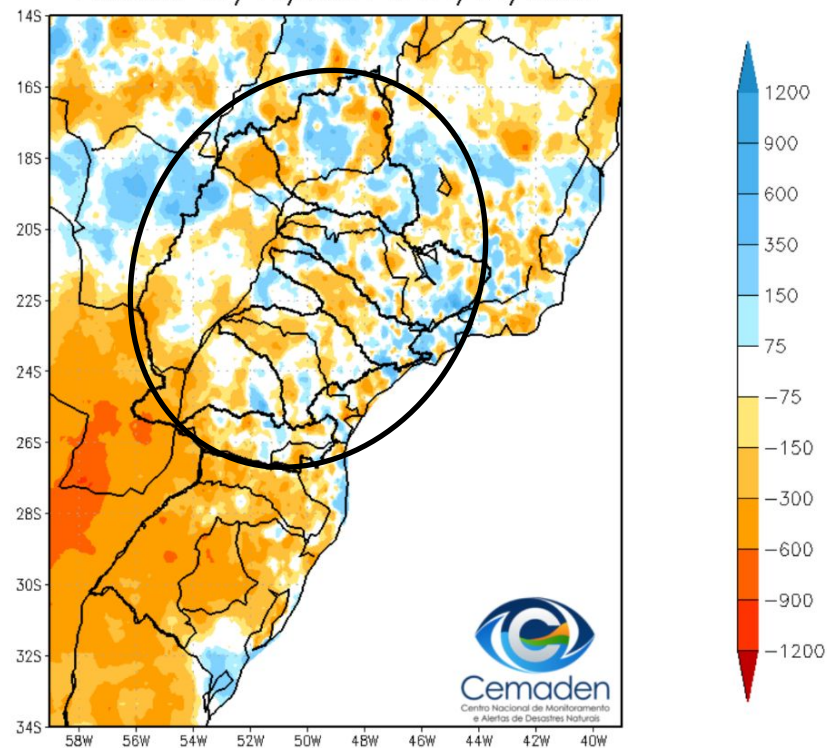 14S
16S
18S
20S
22S
24S
26S
28S
30S
32S
34S
58W 56W 54W 52W 50W 48W 46W 44W 42W 40W
1200
900
600
350
150
75
-75
-150
-300
-600
-900
-1200
Cemaden
Centro Nacional de Monitoramento
e Alertas de Desastres Naturais